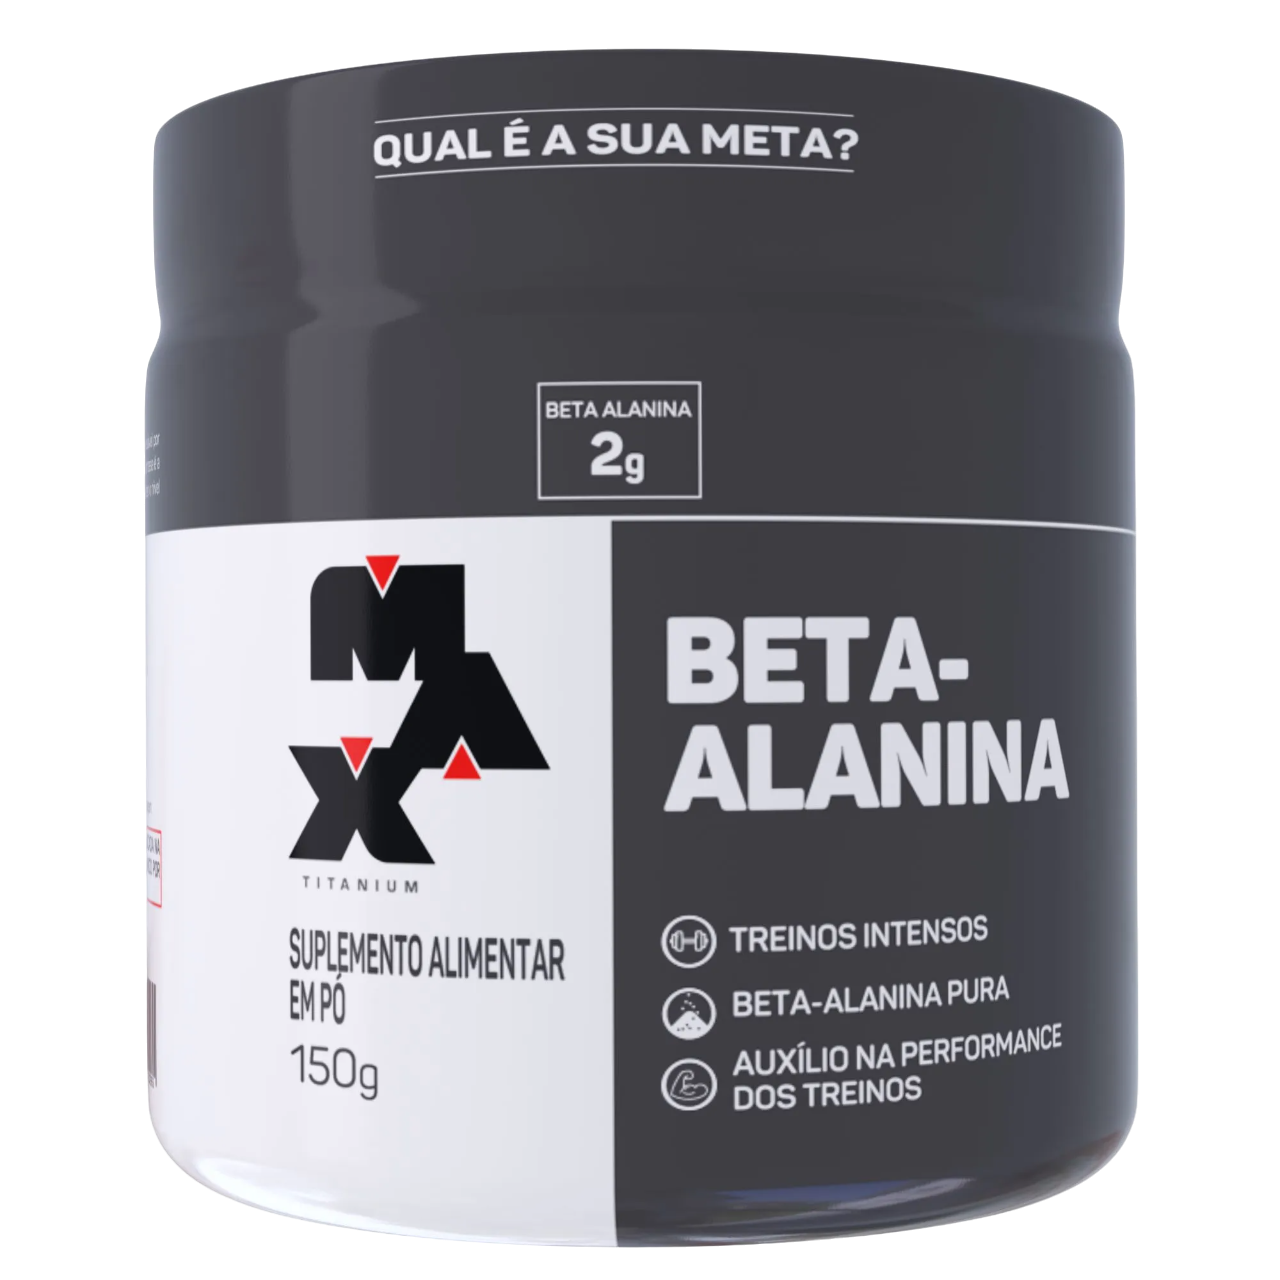 QUAL É A SUA META?
BETA ALANINA
2g
MAX
TITANIUM
SUPLEMENTO ALIMENTAR
EM PÓ
150g
BETA-
ALANINA
TREINOS INTENSOS
BETA-ALANINA PURA
AUXÍLIO NA PERFORMANCE
DOS TREINOS